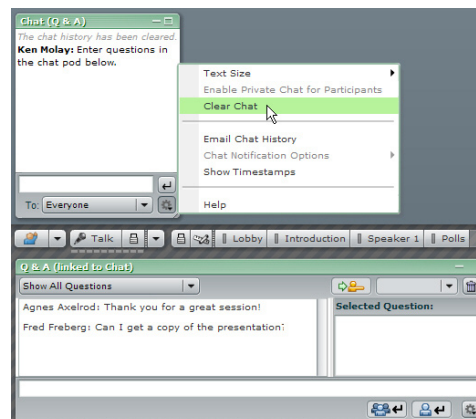 Chat (Q & A)
The chat history has been cleared.
Ken Molay: Enter questions in
the chat pod below.
To: Everyone
Text Size
Enable Private Chat for Participants
Clear Chat
Email Chat History
Chat Notification Options
Show Timestamps
Help
Talk
Lobby
Introduction
Speaker 1
Polls
Q & A (linked to Chat)
Show All Questions
Agnes Axelrod: Thank you for a great session!
Fred Freberg: Can I get a copy of the presentation?
Selected Question: